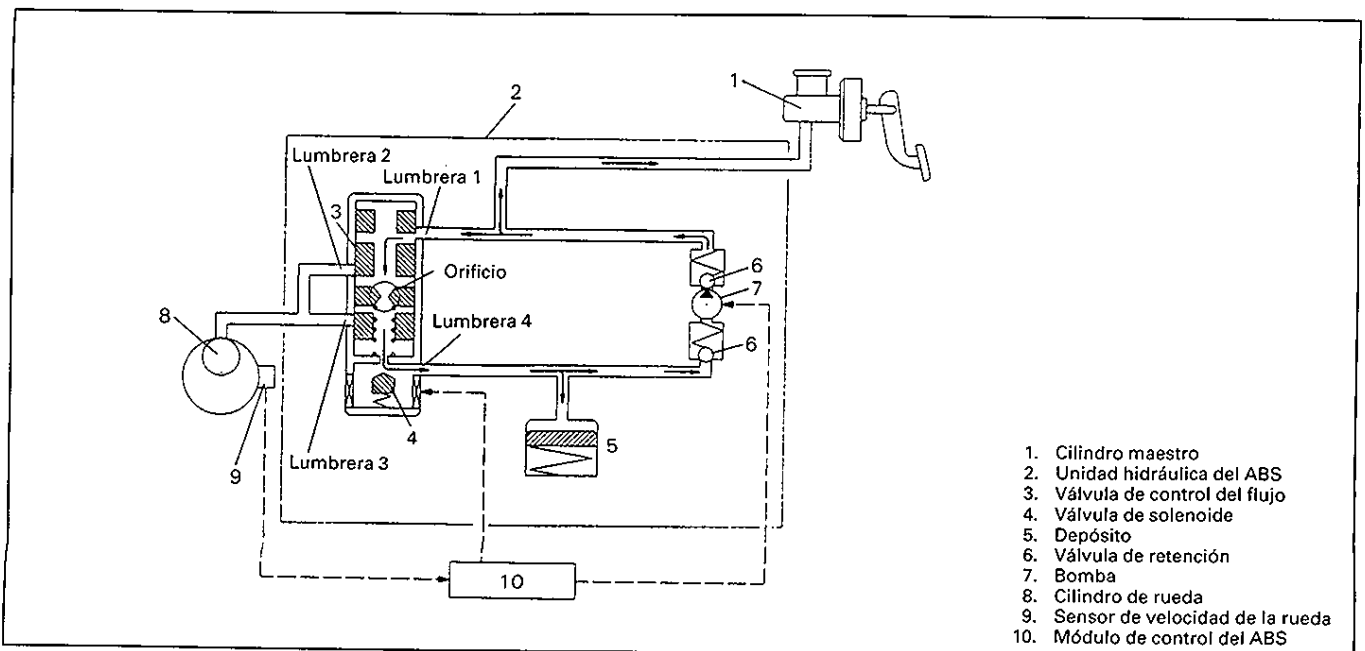 1
2
Lumbrera 2
Lumbrera 1
3
Orificio
6
7
8
Lumbrera 4
6
4
5
Lumbrera 3
9
10
1. Cilindro maestro
2. Unidad hidráulica del ABS
3. Válvula de control del flujo
4. Válvula de solenoide
5. Depósito
6. Válvula de retención
7. Bomba
8. Cilindro de rueda
9. Sensor de velocidad de la rueda
10. Módulo de control del ABS